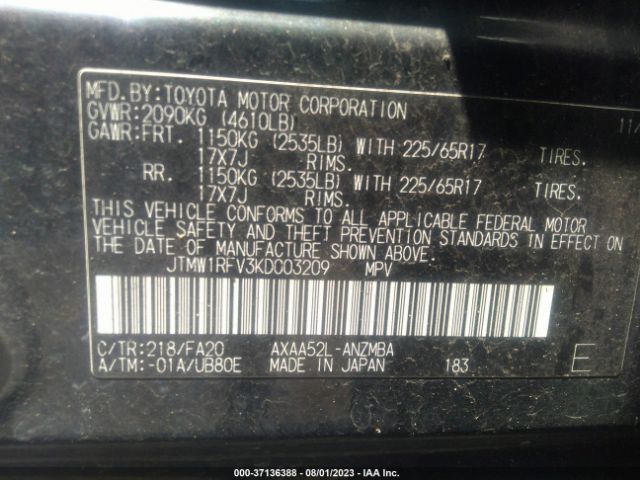 MFD.BY:TOYOTA MOTOR CORPORATION
GVWR:2090KG (4610LB) 11/
GAWR:FRT. 1150KG (2535LB) WITH 225/65R17 TIRES.
17X7J RIMS.
RR. 1150KG (2535LB) WITH 225/65R17 TIRES.
17X7J RIMS.
THIS VEHICLE CONFORMS TO ALL APPLICABLE FEDERAL MOTOR
VEHICLE SAFETY AND THEFT PREVENTION STANDARDS IN EFFECT ON
THE DATE OF MANUFACTURE SHOWN ABOVE.
JTMW1RFV3KD003209 MPV
C/TR:218/FA20 AXAA52L-ANZMBA
A/TM:-01A/UB80E MADE IN JAPAN 183 E
000-37136388 - 08/01/2023 - IAA Inc.